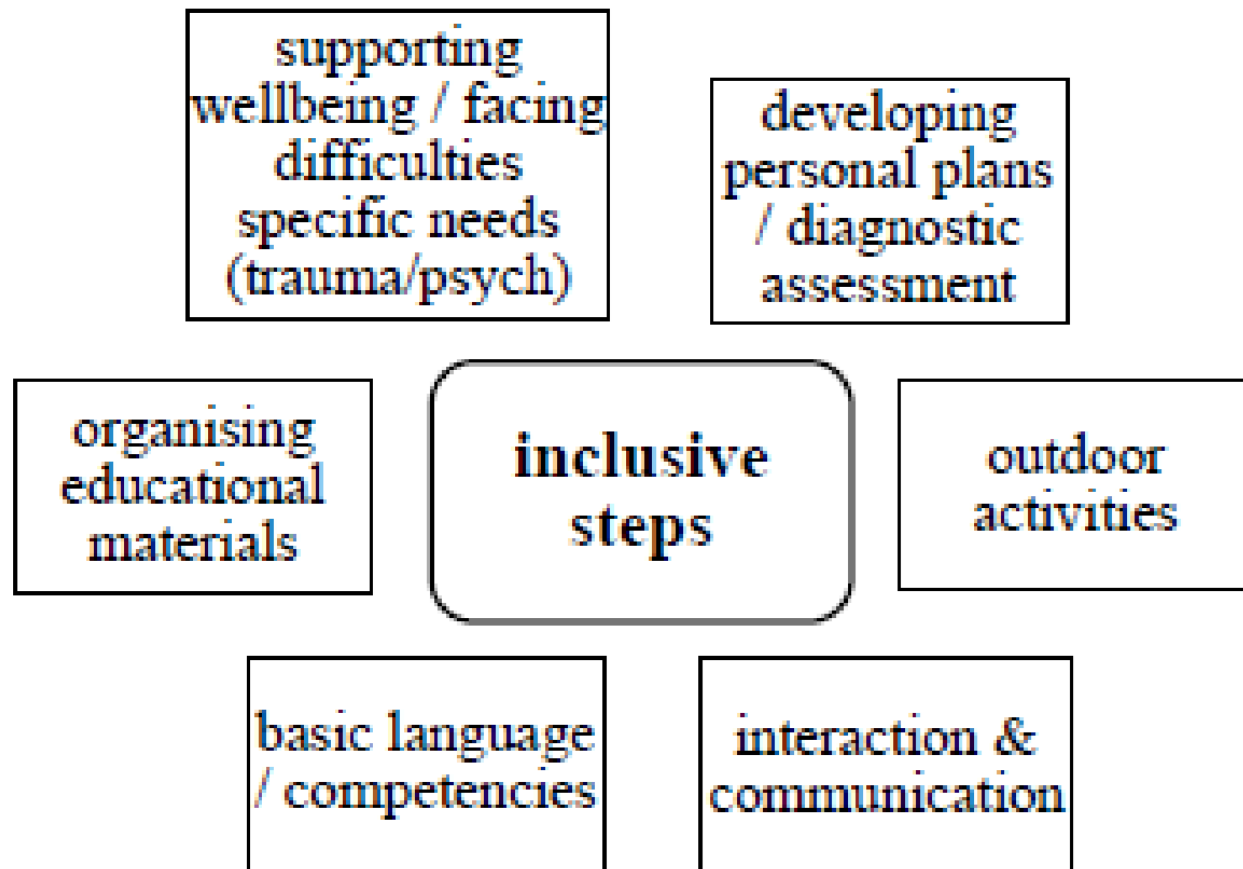 supporting
wellbeing / facing
difficulties
specific needs
(trauma/psych)
developing
personal plans
/ diagnostic
assessment
organising
educational
materials
inclusive
steps
outdoor
activities
basic language
/ competencies
interaction &
communication